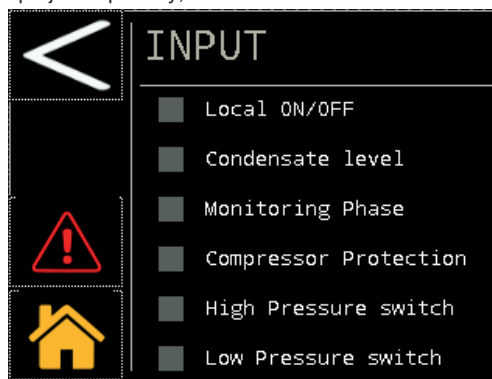 INPUT
Local ON/OFF
Condensate level
Monitoring Phase
Compressor Protection
High Pressure switch
Low Pressure switch